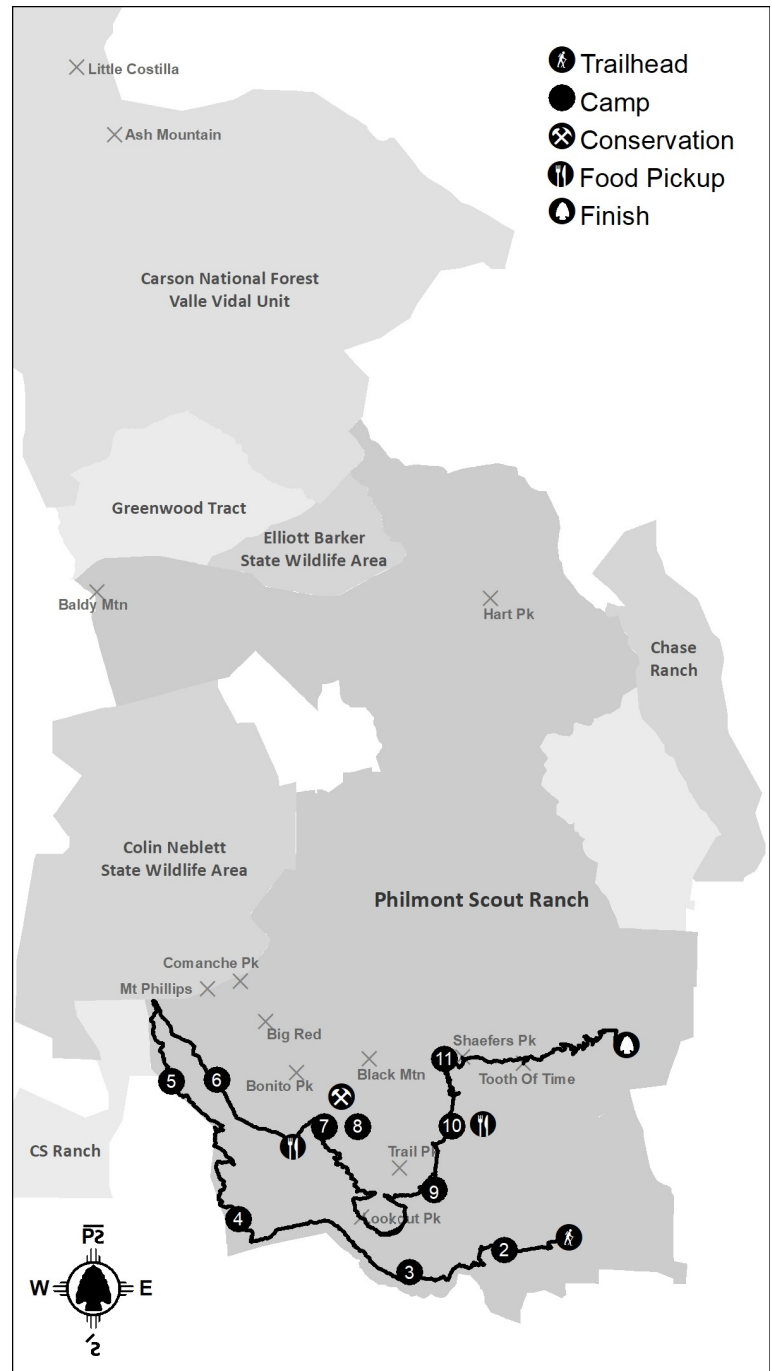 Little Costilla
Ash Mountain
Trailhead
Camp
Conservation
Food Pickup
Finish
Carson National Forest
Valle Vidal Unit
Greenwood Tract
Elliott Barker
State Wildlife Area
Baldy Mtn
Hart Pk
Chase
Ranch
Colin Neblett
State Wildlife Area
Philmont Scout Ranch
Comanche Pk
Mt Phillips
Big Red
Shaefers Pk
11
Black Mtn
Tooth Of Time
5
6
Bonito Pk
7
8
10
CS Ranch
Trail Pk
9
4
Lookout Pk
2
3
W
E